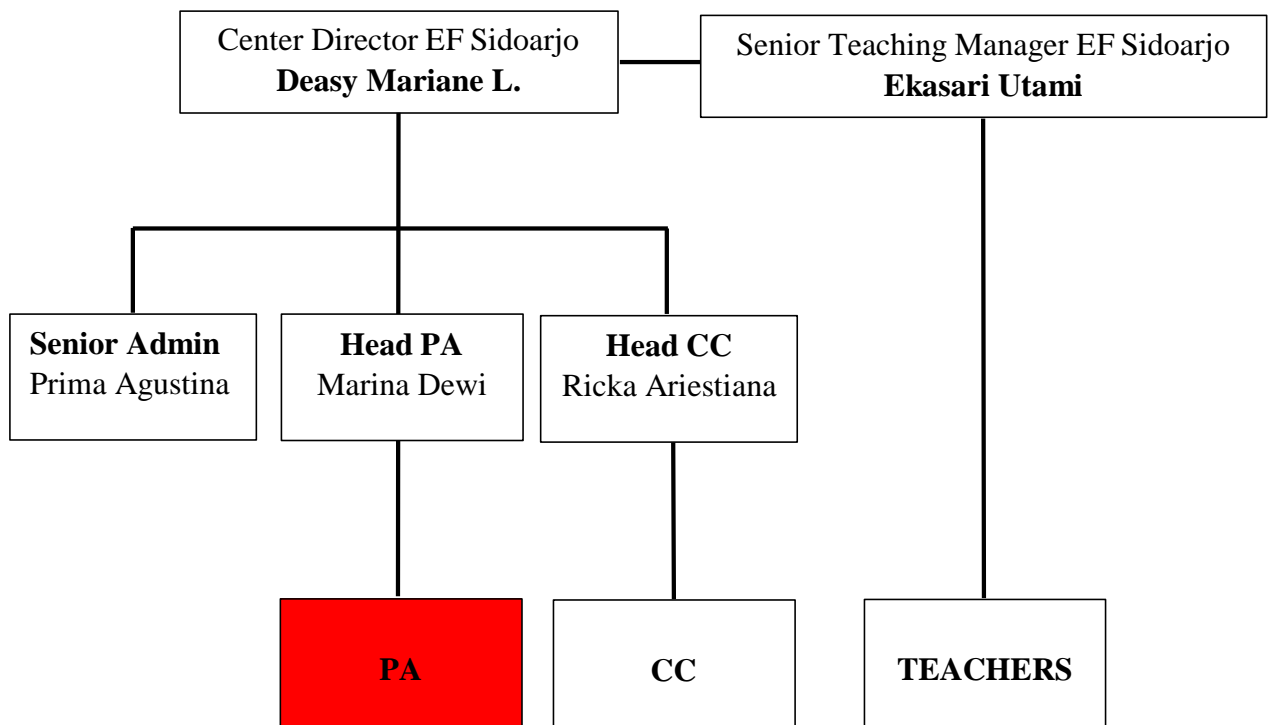 Center Director EF Sidoarjo
Deasy Mariane L.
Senior Teaching Manager EF Sidoarjo
Ekasari Utami
Senior Admin
Prima Agustina
Head PA
Marina Dewi
Head CC
Ricka Ariestiana
PA
CC
TEACHERS